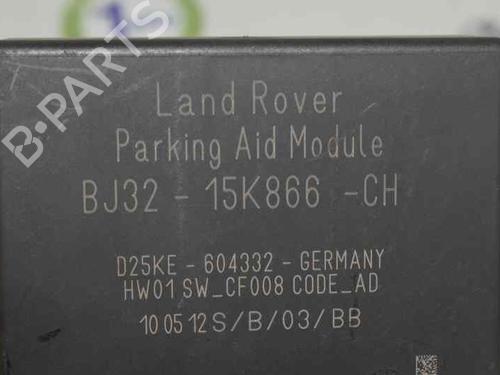 B-PARTS
Land Rover
Parking Aid Module
BJ32 - 15K866 -CH
D25KE - 604332 - GERMANY
HW01 SW_CF008 CODE_AD
10 05 12 S/B/03/BB